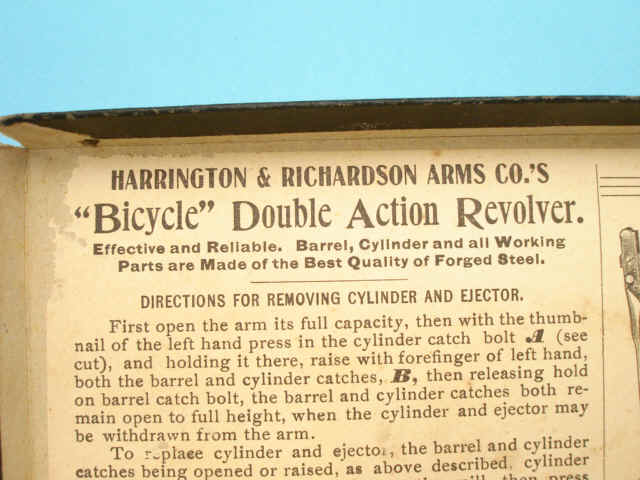 HARRINGTON & RICHARDSON ARMS CO.'S
"Bicycle" Double Action Revolver.
Effective and Reliable. Barrel, Cylinder and all Working
Parts are Made of the Best Quality of Forged Steel.
DIRECTIONS FOR REMOVING CYLINDER AND EJECTOR.
First open the arm its full capacity, then with the thumb-
nail of the left hand press in the cylinder catch bolt A (see
cut), and holding it there, raise with forefinger of left hand,
both the barrel and cylinder catches, B, then releasing hold
on barrel catch bolt, the barrel and cylinder catches both re-
main open to full height, when the cylinder and ejector may
be withdrawn from the arm.
To replace cylinder and ejector, the barrel and cylinder
catches being opened or raised, as above described, cylinder
then press